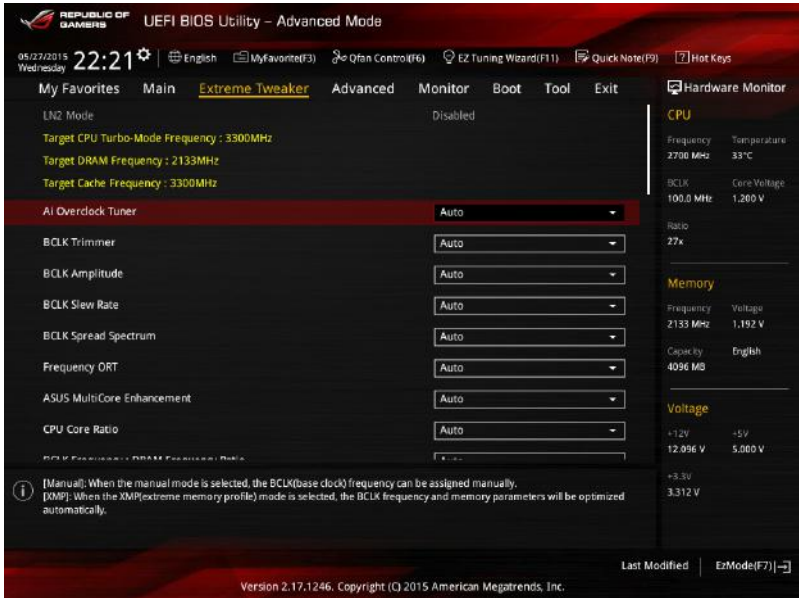 REPUBLIC OF GAMERS
UEFI BIOS Utility – Advanced Mode
05/27/2015 Wednesday 22:21
English
MyFavorite(F3)
Qfan Control(F6)
EZ Tuning Wizard(F11)
Quick Note(F9)
? Hot Keys
My Favorites Main Extreme Tweaker Advanced Monitor Boot Tool Exit
LN2 Mode Disabled
Target CPU Turbo-Mode Frequency : 3300MHz
Target DRAM Frequency : 2133MHz
Target Cache Frequency : 3300MHz
Ai Overclock Tuner Auto
BCLK Trimmer Auto
BCLK Amplitude Auto
BCLK Slew Rate Auto
BCLK Spread Spectrum Auto
Frequency ORT Auto
ASUS MultiCore Enhancement Auto
CPU Core Ratio Auto
[Manual]: When the manual mode is selected, the BCLK(base clock) frequency can be assigned manually.
[XMP]: When the XMP(extreme memory profile) mode is selected, the BCLK frequency and memory parameters will be optimized
automatically.
Hardware Monitor
CPU
Frequency Temperature
2700 MHz 33°C
BCLK Core Voltage
100.0 MHz 1.200 V
Ratio
27x
Memory
Frequency Voltage
2133 MHz 1.192 V
Capacity English
4096 MB
Voltage
+12V +5V
12.096 V 5.000 V
+3.3V
3.312 V
Last Modified
EzMode(F7)
Version 2.17.1246. Copyright (C) 2015 American Megatrends, Inc.